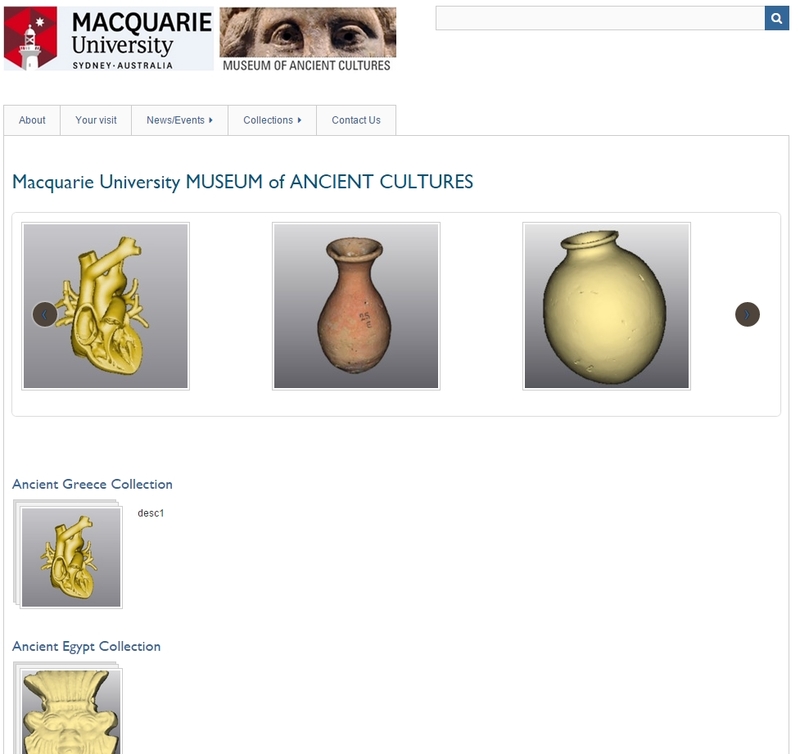 MACQUARIE
University
SYDNEY·AUSTRALIA
MUSEUM OF ANCIENT CULTURES
About
Your visit
News/Events
Collections
Contact Us
Macquarie University MUSEUM of ANCIENT CULTURES
25
E
Ancient Greece Collection
desc1
Ancient Egypt Collection